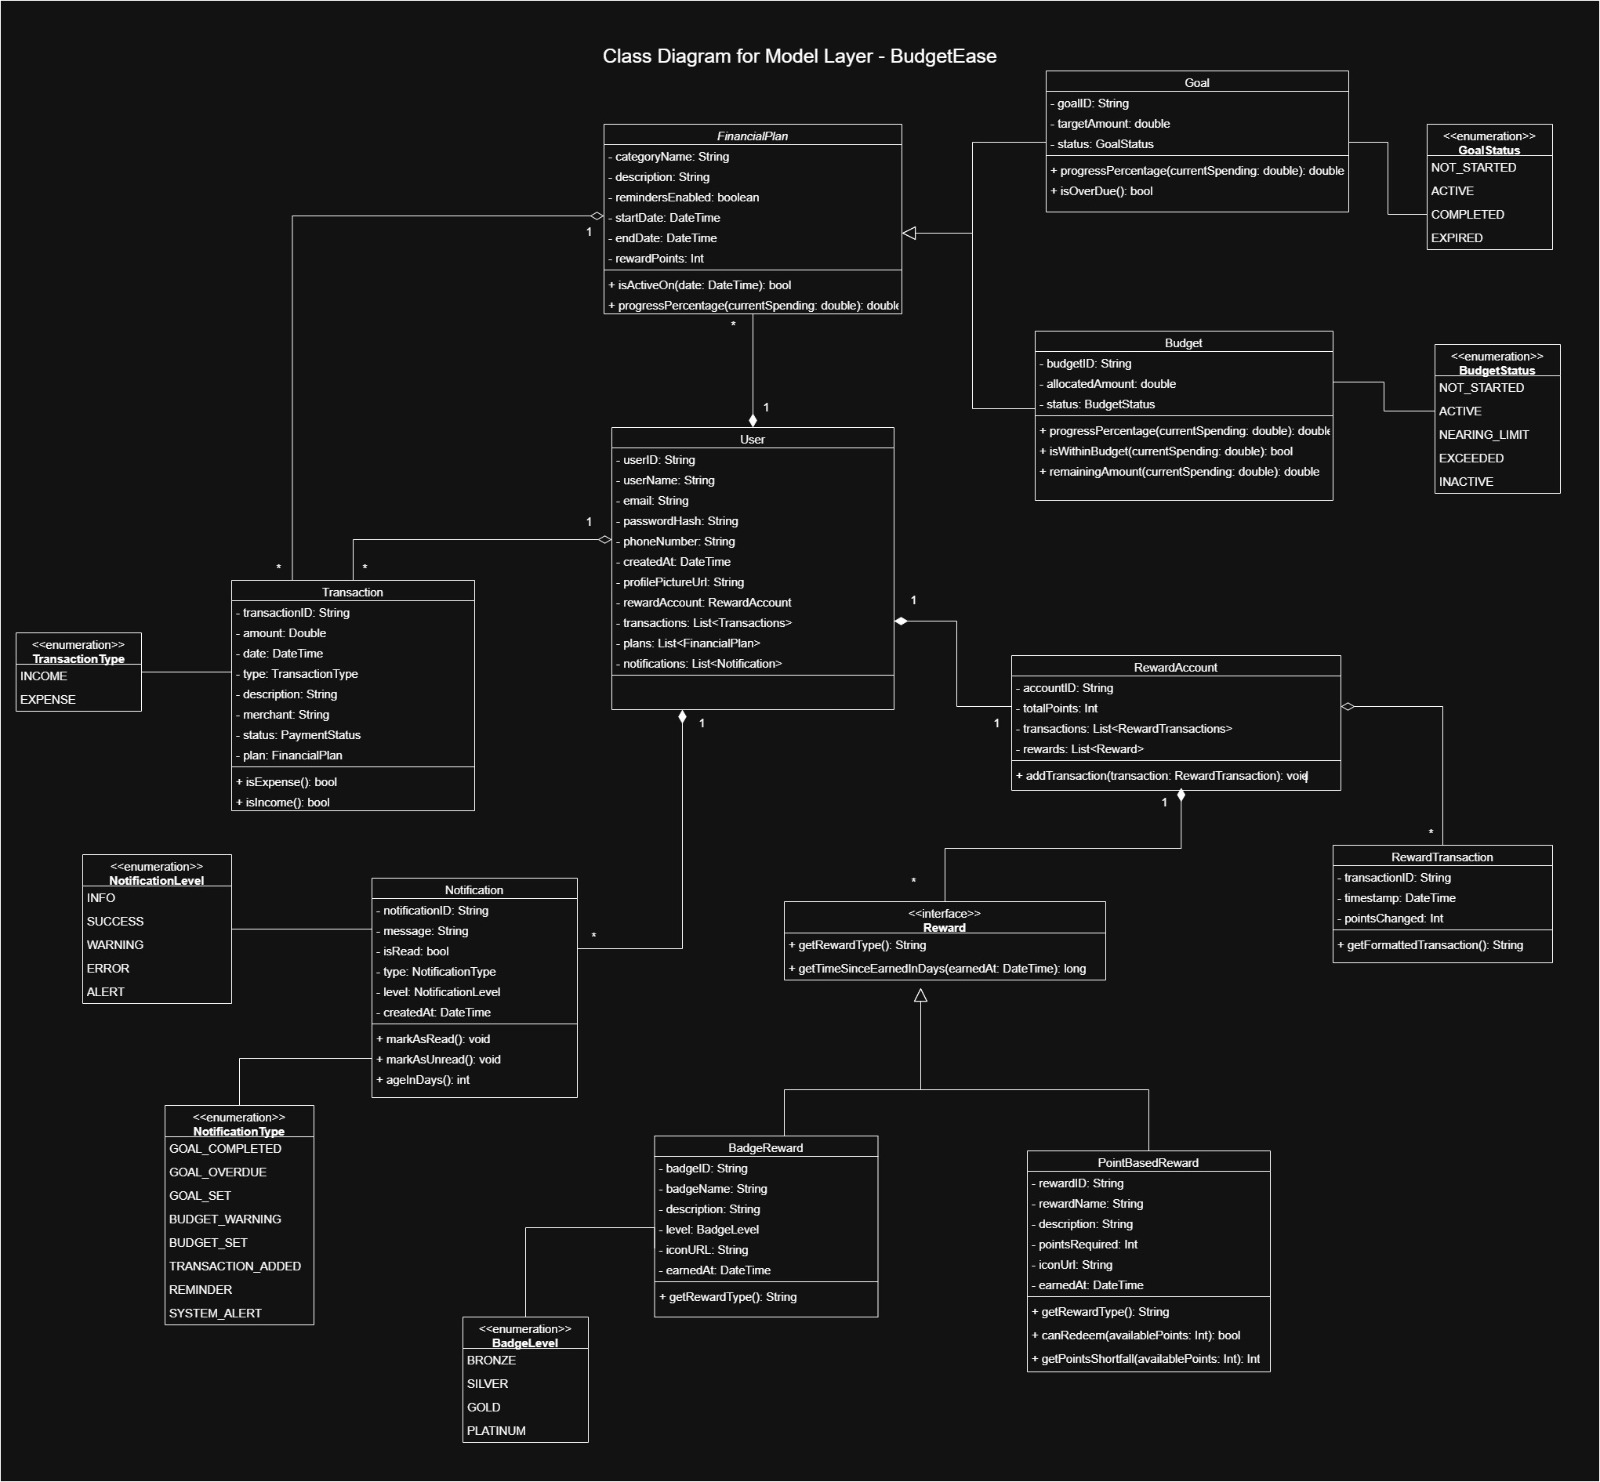 Class Diagram for Model Layer - BudgetEase
Goal
- goalID: String
- targetAmount: double
- status: GoalStatus
+ progressPercentage(currentSpending: double): double
+ isOverDue(): bool
<<enumeration>>
GoalStatus
NOT_STARTED
ACTIVE
COMPLETED
EXPIRED
FinancialPlan
- categoryName: String
- description: String
- remindersEnabled: boolean
- startDate: DateTime
- endDate: DateTime
- rewardPoints: Int
+ isActiveOn(date: DateTime): bool
+ progressPercentage(currentSpending: double): double
1
*
1
Budget
- budgetID: String
- allocatedAmount: double
- status: BudgetStatus
+ progressPercentage(currentSpending: double): double
+ isWithinBudget(currentSpending: double): bool
+ remainingAmount(currentSpending: double): double
<<enumeration>>
BudgetStatus
NOT_STARTED
ACTIVE
NEARING_LIMIT
EXCEEDED
INACTIVE
User
- userID: String
- userName: String
- email: String
- passwordHash: String
- phoneNumber: String
- createdAt: DateTime
- profilePictureUrl: String
- rewardAccount: RewardAccount
- transactions: List<Transactions>
- plans: List<FinancialPlan>
- notifications: List<Notification>
1
*
*
1
1
1
Transaction
- transactionID: String
- amount: Double
- date: DateTime
- type: TransactionType
- description: String
- merchant: String
- status: PaymentStatus
- plan: FinancialPlan
+ isExpense(): bool
+ isIncome(): bool
<<enumeration>>
TransactionType
INCOME
EXPENSE
RewardAccount
- accountID: String
- totalPoints: Int
- transactions: List<RewardTransactions>
- rewards: List<Reward>
+ addTransaction(transaction: RewardTransaction): void
1
*
*
*
RewardTransaction
- transactionID: String
- timestamp: DateTime
- pointsChanged: Int
+ getFormattedTransaction(): String
<<enumeration>>
NotificationLevel
INFO
SUCCESS
WARNING
ERROR
ALERT
Notification
- notificationID: String
- message: String
- isRead: bool
- type: NotificationType
- level: NotificationLevel
- createdAt: DateTime
+ markAsRead(): void
+ markAsUnread(): void
+ ageInDays(): int
<<interface>>
Reward
+ getRewardType(): String
+ getTimeSinceEarnedInDays(earnedAt: DateTime): long
<<enumeration>>
NotificationType
GOAL_COMPLETED
GOAL_OVERDUE
GOAL_SET
BUDGET_WARNING
BUDGET_SET
TRANSACTION_ADDED
REMINDER
SYSTEM_ALERT
BadgeReward
- badgeID: String
- badgeName: String
- description: String
- level: BadgeLevel
- iconURL: String
- earnedAt: DateTime
+ getRewardType(): String
PointBasedReward
- rewardID: String
- rewardName: String
- description: String
- pointsRequired: Int
- iconUrl: String
- earnedAt: DateTime
+ getRewardType(): String
+ canRedeem(availablePoints: Int): bool
+ getPointsShortfall(availablePoints: Int): Int
<<enumeration>>
BadgeLevel
BRONZE
SILVER
GOLD
PLATINUM